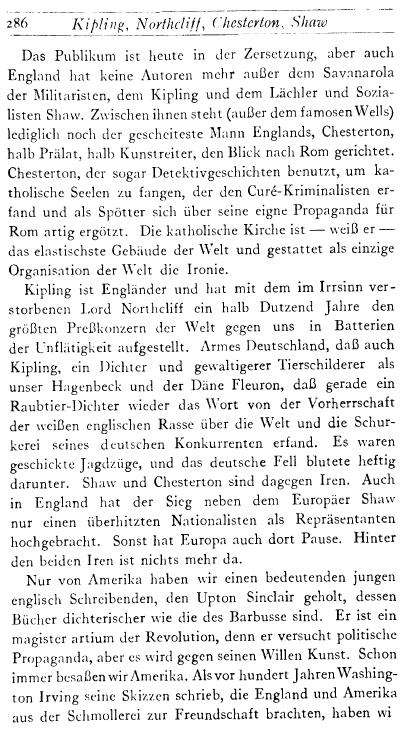 286 Kipling, Northcliff, Chesterton, Shaw
Das Publikum ist heute in der Zersetzung, aber auch
England hat keine Autoren mehr außer dem Savanarola
der Militaristen, dem Kipling und dem Lächler und Sozia-
listen Shaw. Zwischen ihnen steht (außer dem famosen Wells)
lediglich noch der gescheiteste Mann Englands, Chesterton,
halb Prälat, halb Kunstreiter, den Blick nach Rom gerichtet.
Chesterton, der sogar Detektivgeschichten benutzt, um ka-
tholische Seelen zu fangen, der den Curé-Kriminalisten er-
fand und als Spötter sich über seine eigne Propaganda für
Rom artig ergötzt. Die katholische Kirche ist — weiß er —
das elastischste Gebäude der Welt und gestattet als einzige
Organisation der Welt die Ironie.
Kipling ist Engländer und hat mit dem im Irrsinn ver-
storbenen Lord Northcliff ein halb Dutzend Jahre den
größten Preßkonzern der Welt gegen uns in Batterien
der Unflätigkeit aufgestellt. Armes Deutschland, daß auch
Kipling, ein Dichter und gewaltigerer Tierschilderer als
unser Hagenbeck und der Däne Fleuron, daß gerade ein
Raubtier-Dichter wieder das Wort von der Vorherrschaft
der weißen englischen Rasse über die Welt und die Schur-
kerei seines deutschen Konkurrenten erfand. Es waren
geschickte Jagdzüge, und das deutsche Fell blutete heftig
darunter. Shaw und Chesterton sind dagegen Iren. Auch
in England hat der Sieg neben dem Europäer Shaw
nur einen überhitzten Nationalisten als Repräsentanten
hochgebracht. Sonst hat Europa auch dort Pause. Hinter
den beiden Iren ist nichts mehr da.
Nur von Amerika haben wir einen bedeutenden jungen
englisch Schreibenden, den Upton Sinclair geholt, dessen
Bücher dichterischer wie die des Barbusse sind. Er ist ein
magister artium der Revolution, denn er versucht politische
Propaganda, aber es wird gegen seinen Willen Kunst. Schon
immer besaßen wir Amerika. Als vor hundert Jahren Washing-
ton Irving seine Skizzen schrieb, die England und Amerika
aus der Schmollerei zur Freundschaft brachten, haben wi